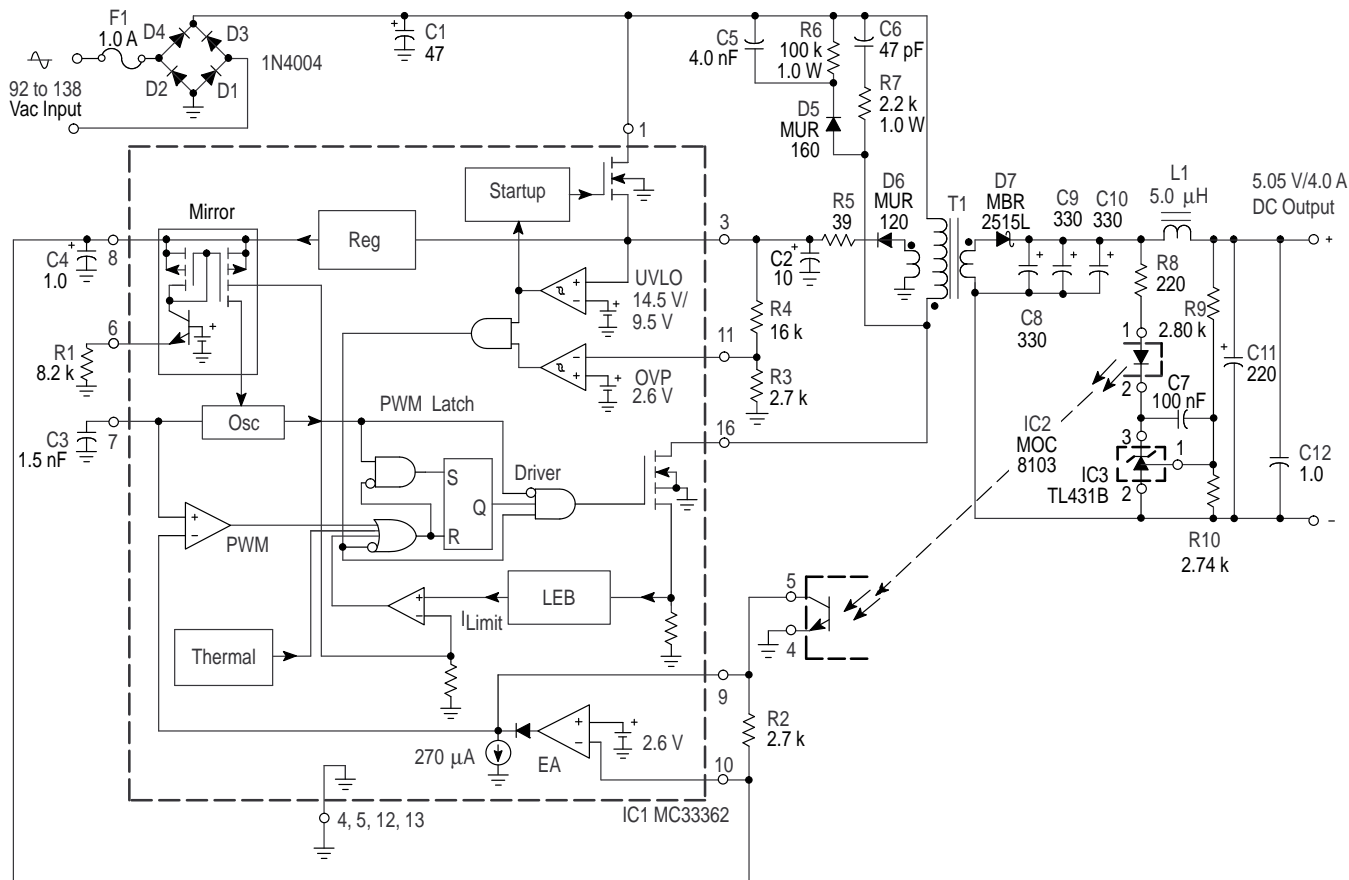 F1
1.0 A
D4
D3
D2
D1
1N4004
92 to 138
Vac Input
+
C1
47
C5
4.0 nF
R6
100 k
1.0 W
C6
47 pF
R7
2.2 k
1.0 W
D5
MUR
160
1
Startup
Mirror
Reg
3
R5
39
D6
MUR
120
T1
D7
MBR
2515L
C9
330
C10
330
L1
5.0 μH
5.05 V/4.0 A
DC Output
+
+
C4
1.0
8
+
C2
10
+
+
+
C8
330
R8
220
R9
2.80 k
+
−
+
UVLO
14.5 V/
9.5 V
R4
16 k
6
+
R1
8.2 k
11
−
+
+
OVP
2.6 V
R3
2.7 k
1
2
C7
100 nF
+
C11
220
C12
1.0
C3
1.5 nF
7
Osc
PWM Latch
16
Driver
S
Q
R
IC2
MOC
8103
3
1
IC3
TL431B
2
−
R10
2.74 k
+
−
PWM
+
−
ILimit
LEB
5
4
Thermal
9
R2
2.7 k
270 μA
EA
+
−
+
2.6 V
10
4, 5, 12, 13
IC1 MC33362